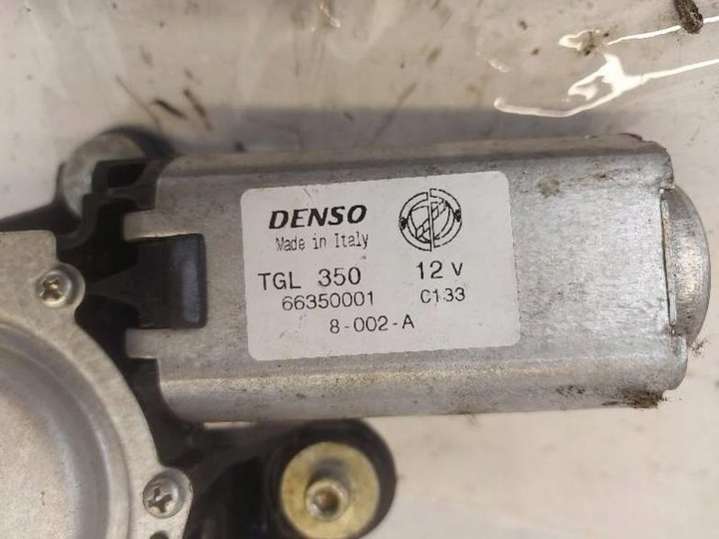 DENSO
Made in Italy
TGL 350 12 V
66350001 C133
8-002-A